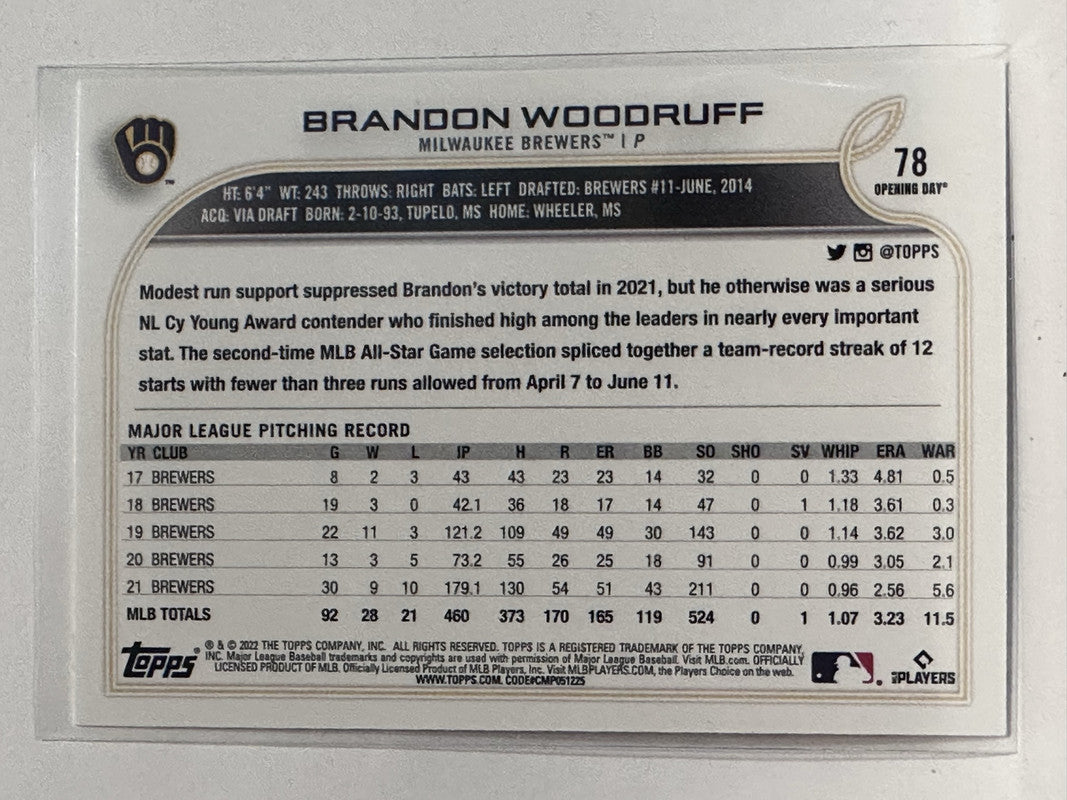 BRANDON WOODRUFF
MILWAUKEE BREWERS™ | P
78
OPENING DAY®
HT: 6'4" WT: 243 THROWS: RIGHT BATS: LEFT DRAFTED: BREWERS #11-JUNE, 2014
ACQ: VIA DRAFT BORN: 2-10-93, TUPELO, MS HOME: WHEELER, MS
@TOPPS
Modest run support suppressed Brandon's victory total in 2021, but he otherwise was a serious
NL Cy Young Award contender who finished high among the leaders in nearly every important
stat. The second-time MLB All-Star Game selection spliced together a team-record streak of 12
starts with fewer than three runs allowed from April 7 to June 11.
MAJOR LEAGUE PITCHING RECORD
YR CLUB G W L IP H R ER BB SO SHO SV WHIP ERA WAR
17 BREWERS 8 2 3 43 43 23 23 14 32 0 0 1.33 4.81 0.5
18 BREWERS 19 3 0 42.1 36 18 17 14 47 0 1 1.18 3.61 0.3
19 BREWERS 22 11 3 121.2 109 49 49 30 143 0 0 1.14 3.62 3.0
20 BREWERS 13 3 5 73.2 55 26 25 18 91 0 0 0.99 3.05 2.1
21 BREWERS 30 9 10 179.1 130 54 51 43 211 0 0 0.96 2.56 5.6
MLB TOTALS 92 28 21 460 373 170 165 119 524 0 1 1.07 3.23 11.5
topps®
® & © 2022 THE TOPPS COMPANY, INC. ALL RIGHTS RESERVED. TOPPS IS A REGISTERED TRADEMARK OF THE TOPPS COMPANY,
INC. Major League Baseball trademarks and copyrights are used with permission of Major League Baseball. Visit MLB.com. OFFICIALLY
LICENSED PRODUCT OF MLB. Officially Licensed Product of MLB Players, Inc. Visit MLBPLAYERS.COM, the Players Choice on the web.
WWW.TOPPS.COM. CODE#CMP051225
MLB PLAYERS